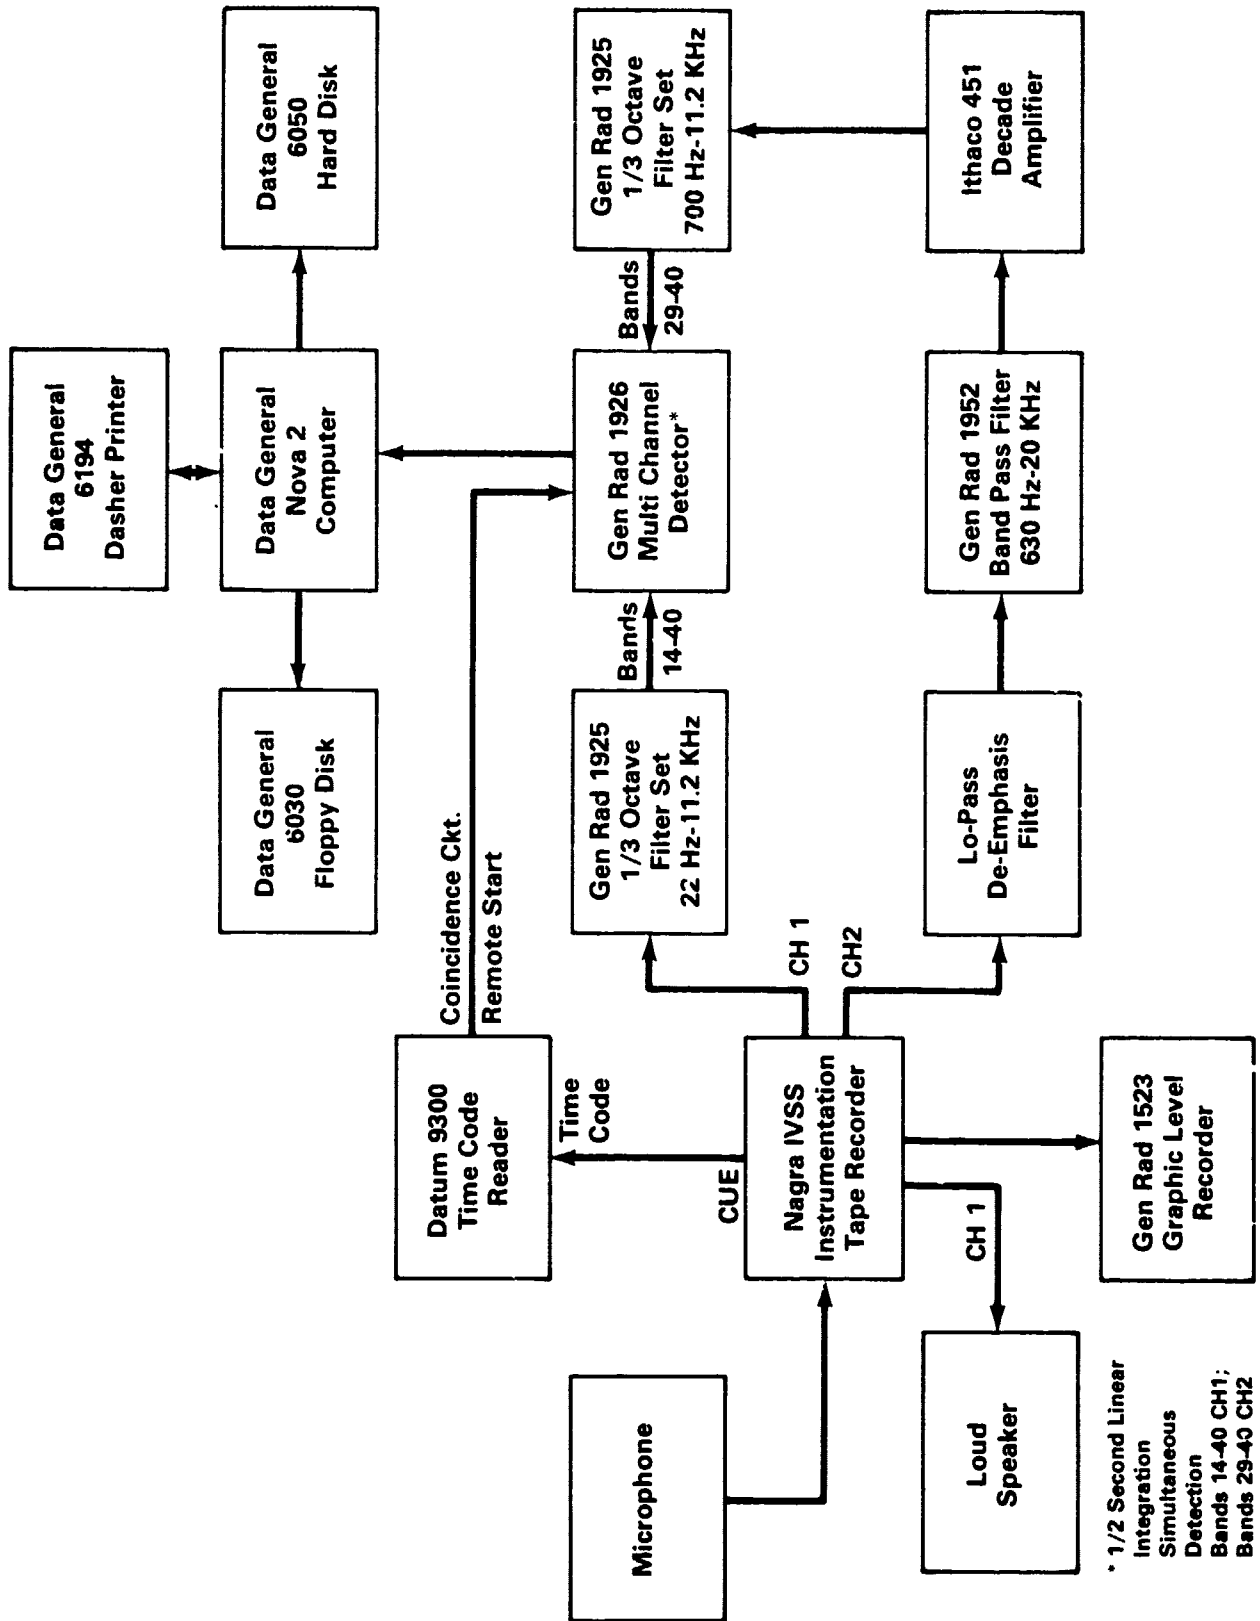 Data General
6194
Dasher Printer
Data General
6030
Floppy Disk
Data General
Nova 2
Computer
Data General
6050
Hard Disk
Coincidence Ckt.
Remote Start
Datum 9300
Time Code
Reader
Time
Code
CUE
Gen Rad 1925
1/3 Octave
Filter Set
22 Hz-11.2 KHz
Bands
14-40
Gen Rad 1926
Multi Channel
Detector*
Bands
29-40
Gen Rad 1925
1/3 Octave
Filter Set
700 Hz-11.2 KHz
Microphone
Nagra IVSS
Instrumentation
Tape Recorder
CH 1
CH2
CH 1
Loud
Speaker
Lo-Pass
De-Emphasis
Filter
Gen Rad 1952
Band Pass Filter
630 Hz-20 KHz
Ithaco 451
Decade
Amplifier
Gen Rad 1523
Graphic Level
Recorder
* 1/2 Second Linear
Integration
Simultaneous
Detection
Bands 14-40 CH1;
Bands 29-40 CH2